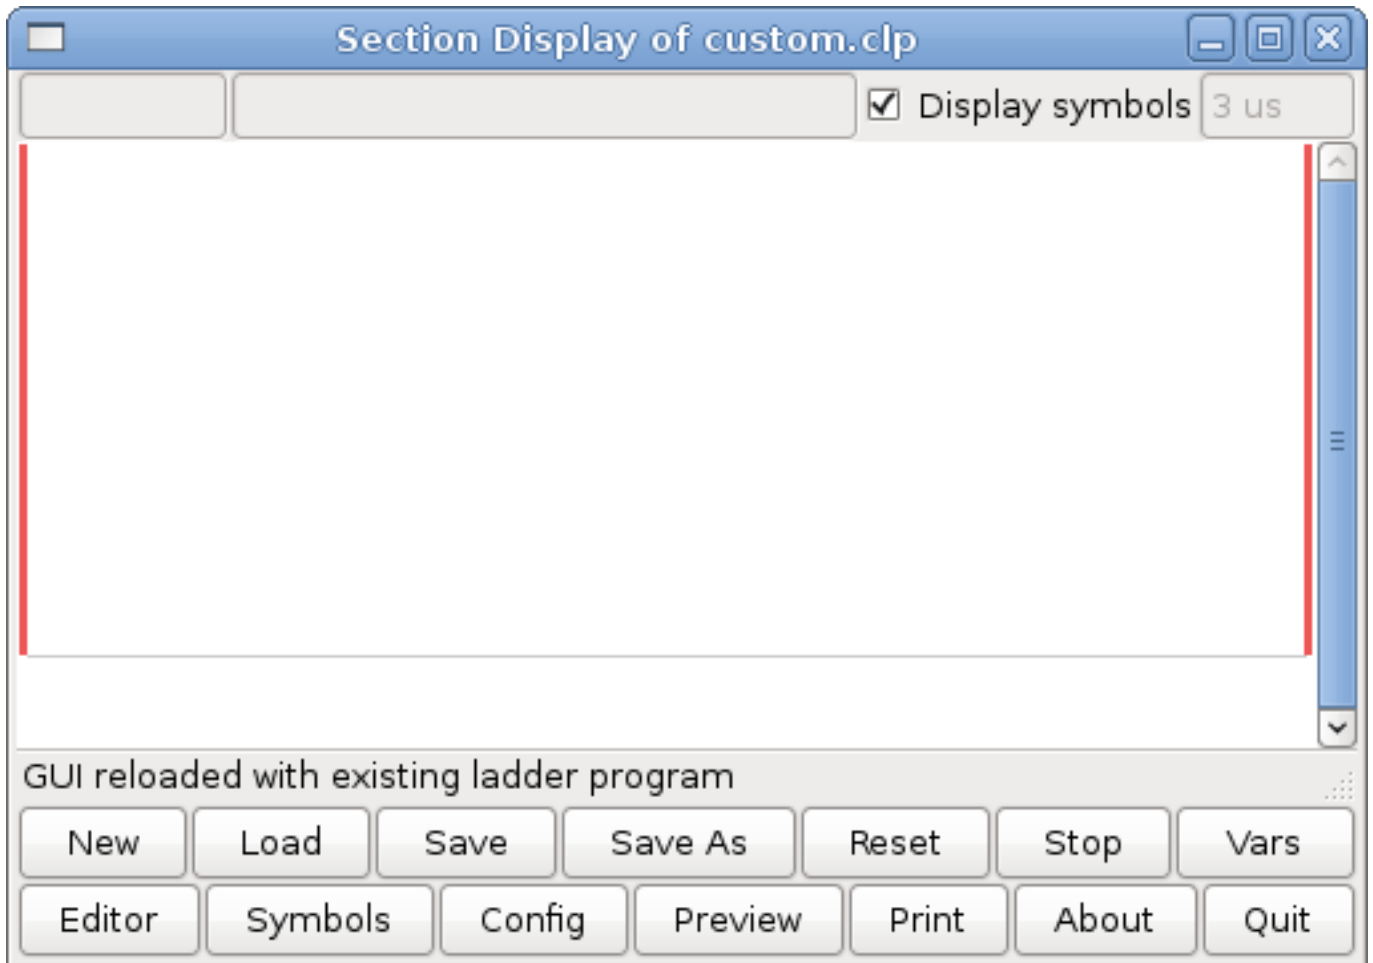 Section Display of custom.clp
Display symbols 3 us
GUI reloaded with existing ladder program
New Load Save Save As Reset Stop Vars
Editor Symbols Config Preview Print About Quit